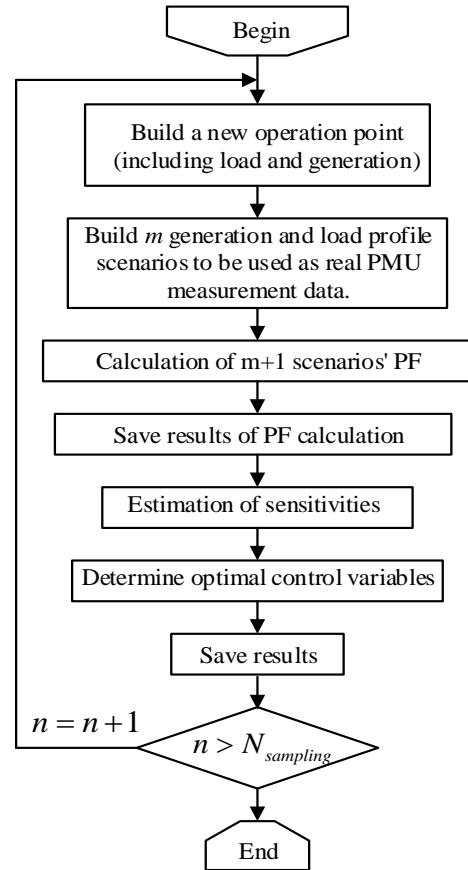 Begin
Build a new operation point
(including load and generation)
Build m generation and load profile
scenarios to be used as real PMU
measurement data.
Calculation of m+1 scenarios' PF
Save results of PF calculation
Estimation of sensitivities
Determine optimal control variables
Save results
n = n+1
n > N_sampling
End